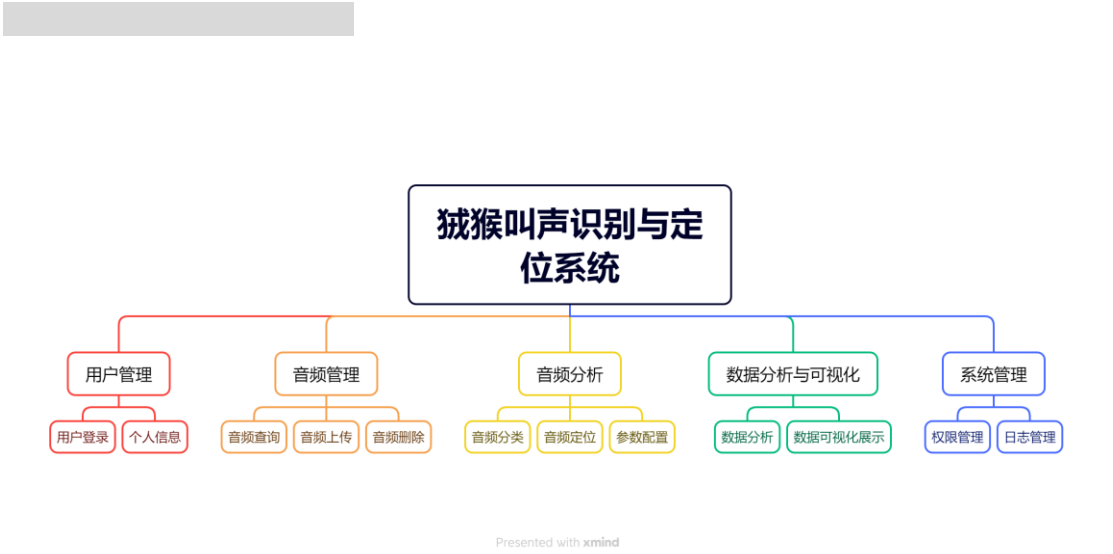 狨猴叫声识别与定
位系统
用户管理
音频管理
音频分析
数据分析与可视化
系统管理
用户登录
个人信息
音频查询
音频上传
音频删除
音频分类
音频定位
参数配置
数据分析
数据可视化展示
权限管理
日志管理
Presented with xmind